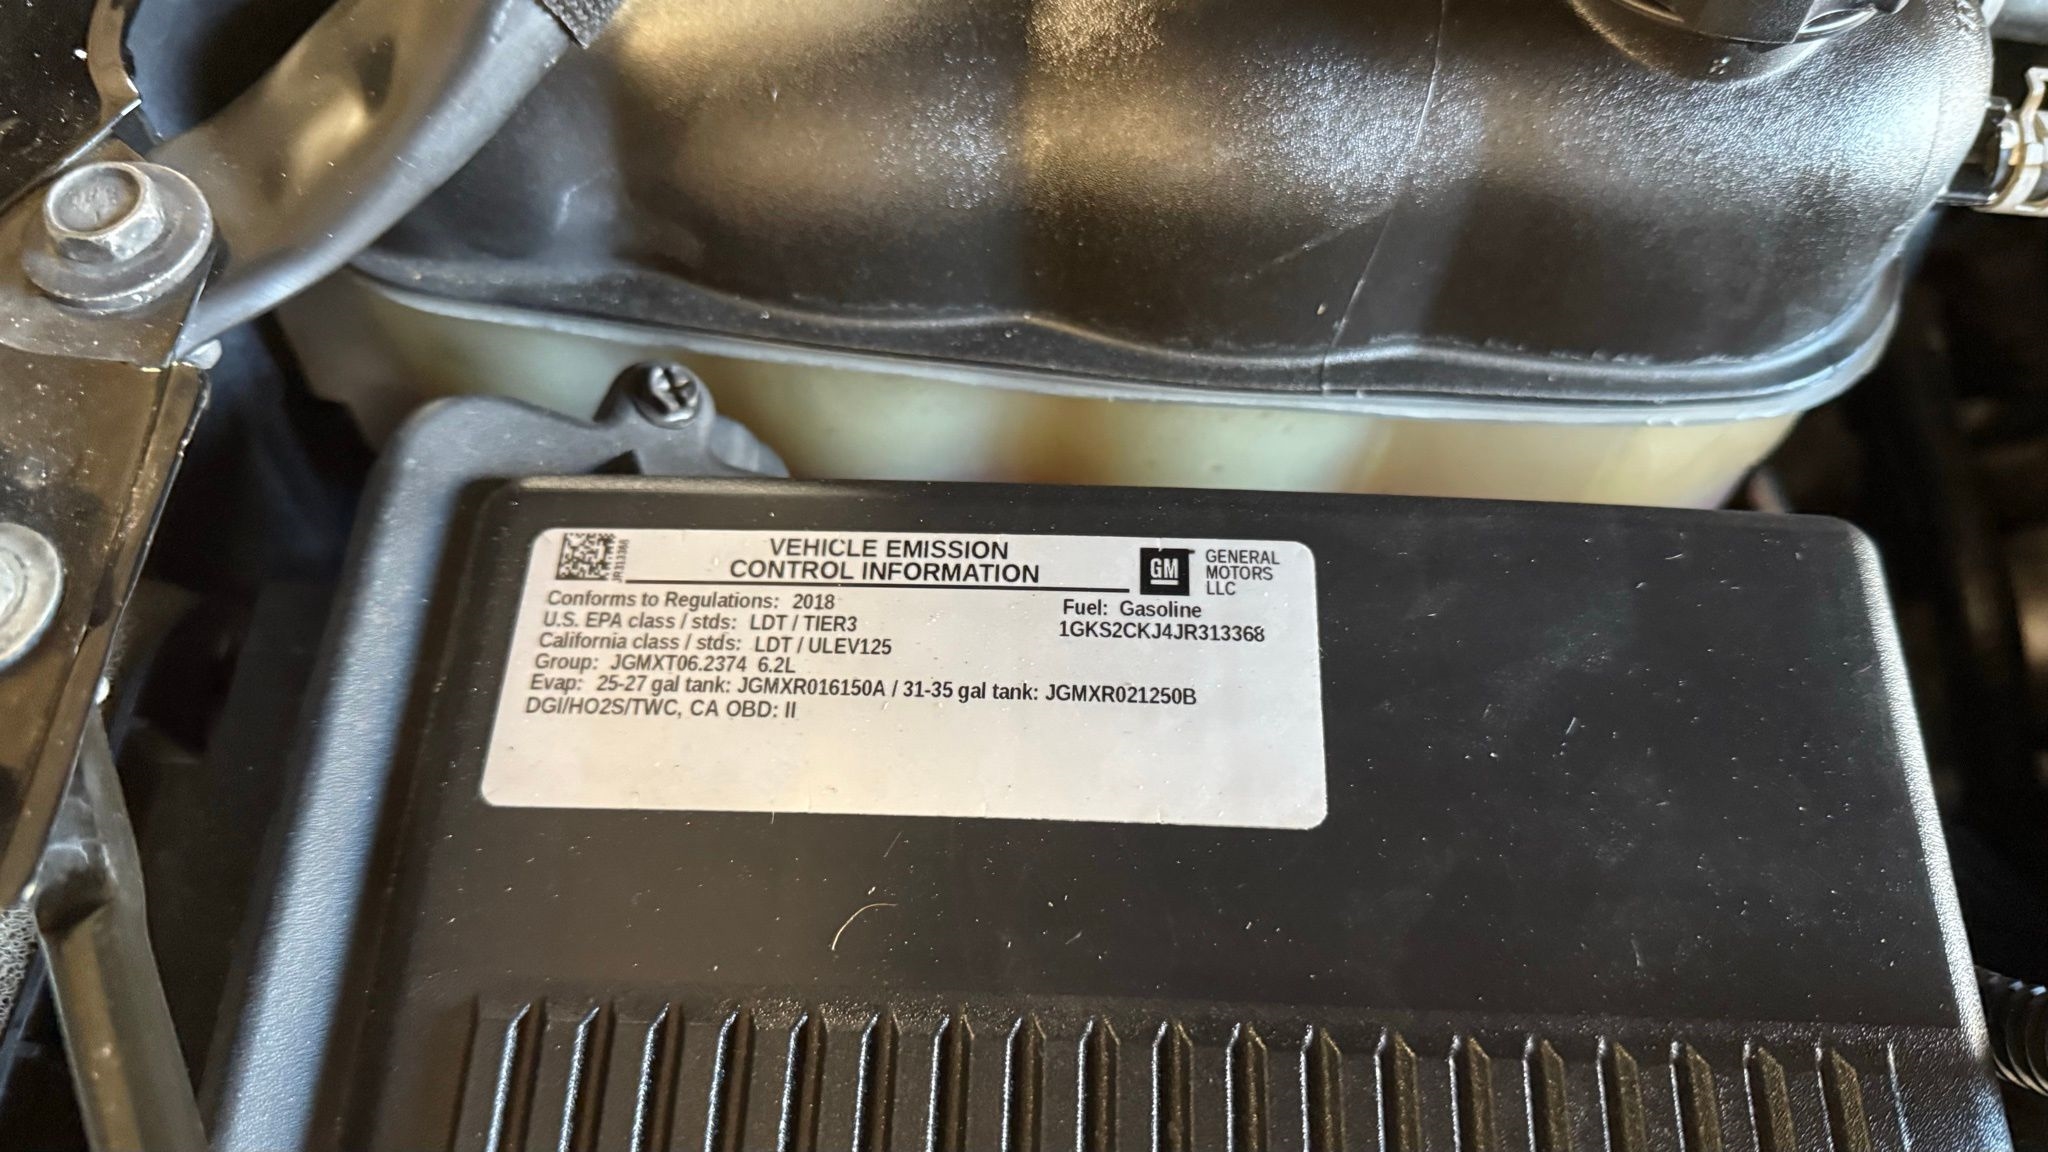 JR313368
VEHICLE EMISSION
CONTROL INFORMATION
GM
GENERAL
MOTORS
LLC
Conforms to Regulations: 2018
U.S. EPA class / stds: LDT / TIER3
California class / stds: LDT / ULEV125
Group: JGMXT06.2374 6.2L
Evap: 25-27 gal tank: JGMXR016150A / 31-35 gal tank: JGMXR021250B
DGI/HO2S/TWC, CA OBD: II
Fuel: Gasoline
1GKS2CKJ4JR313368